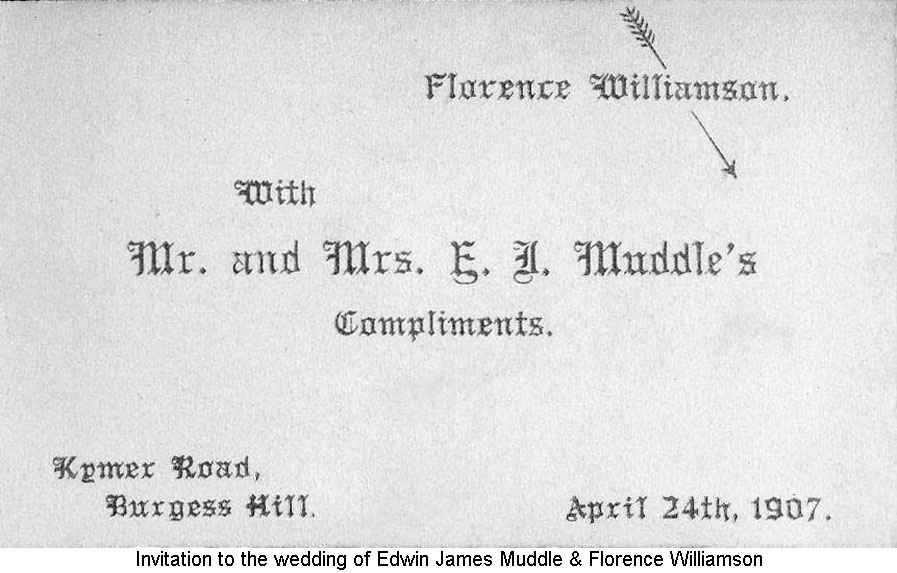 Florence Williamson.
With
Mr. and Mrs. E. J. Muddle's
Compliments.
Kymer Road,
Burgess Hill.
April 24th, 1907.
Invitation to the wedding of Edwin James Muddle & Florence Williamson